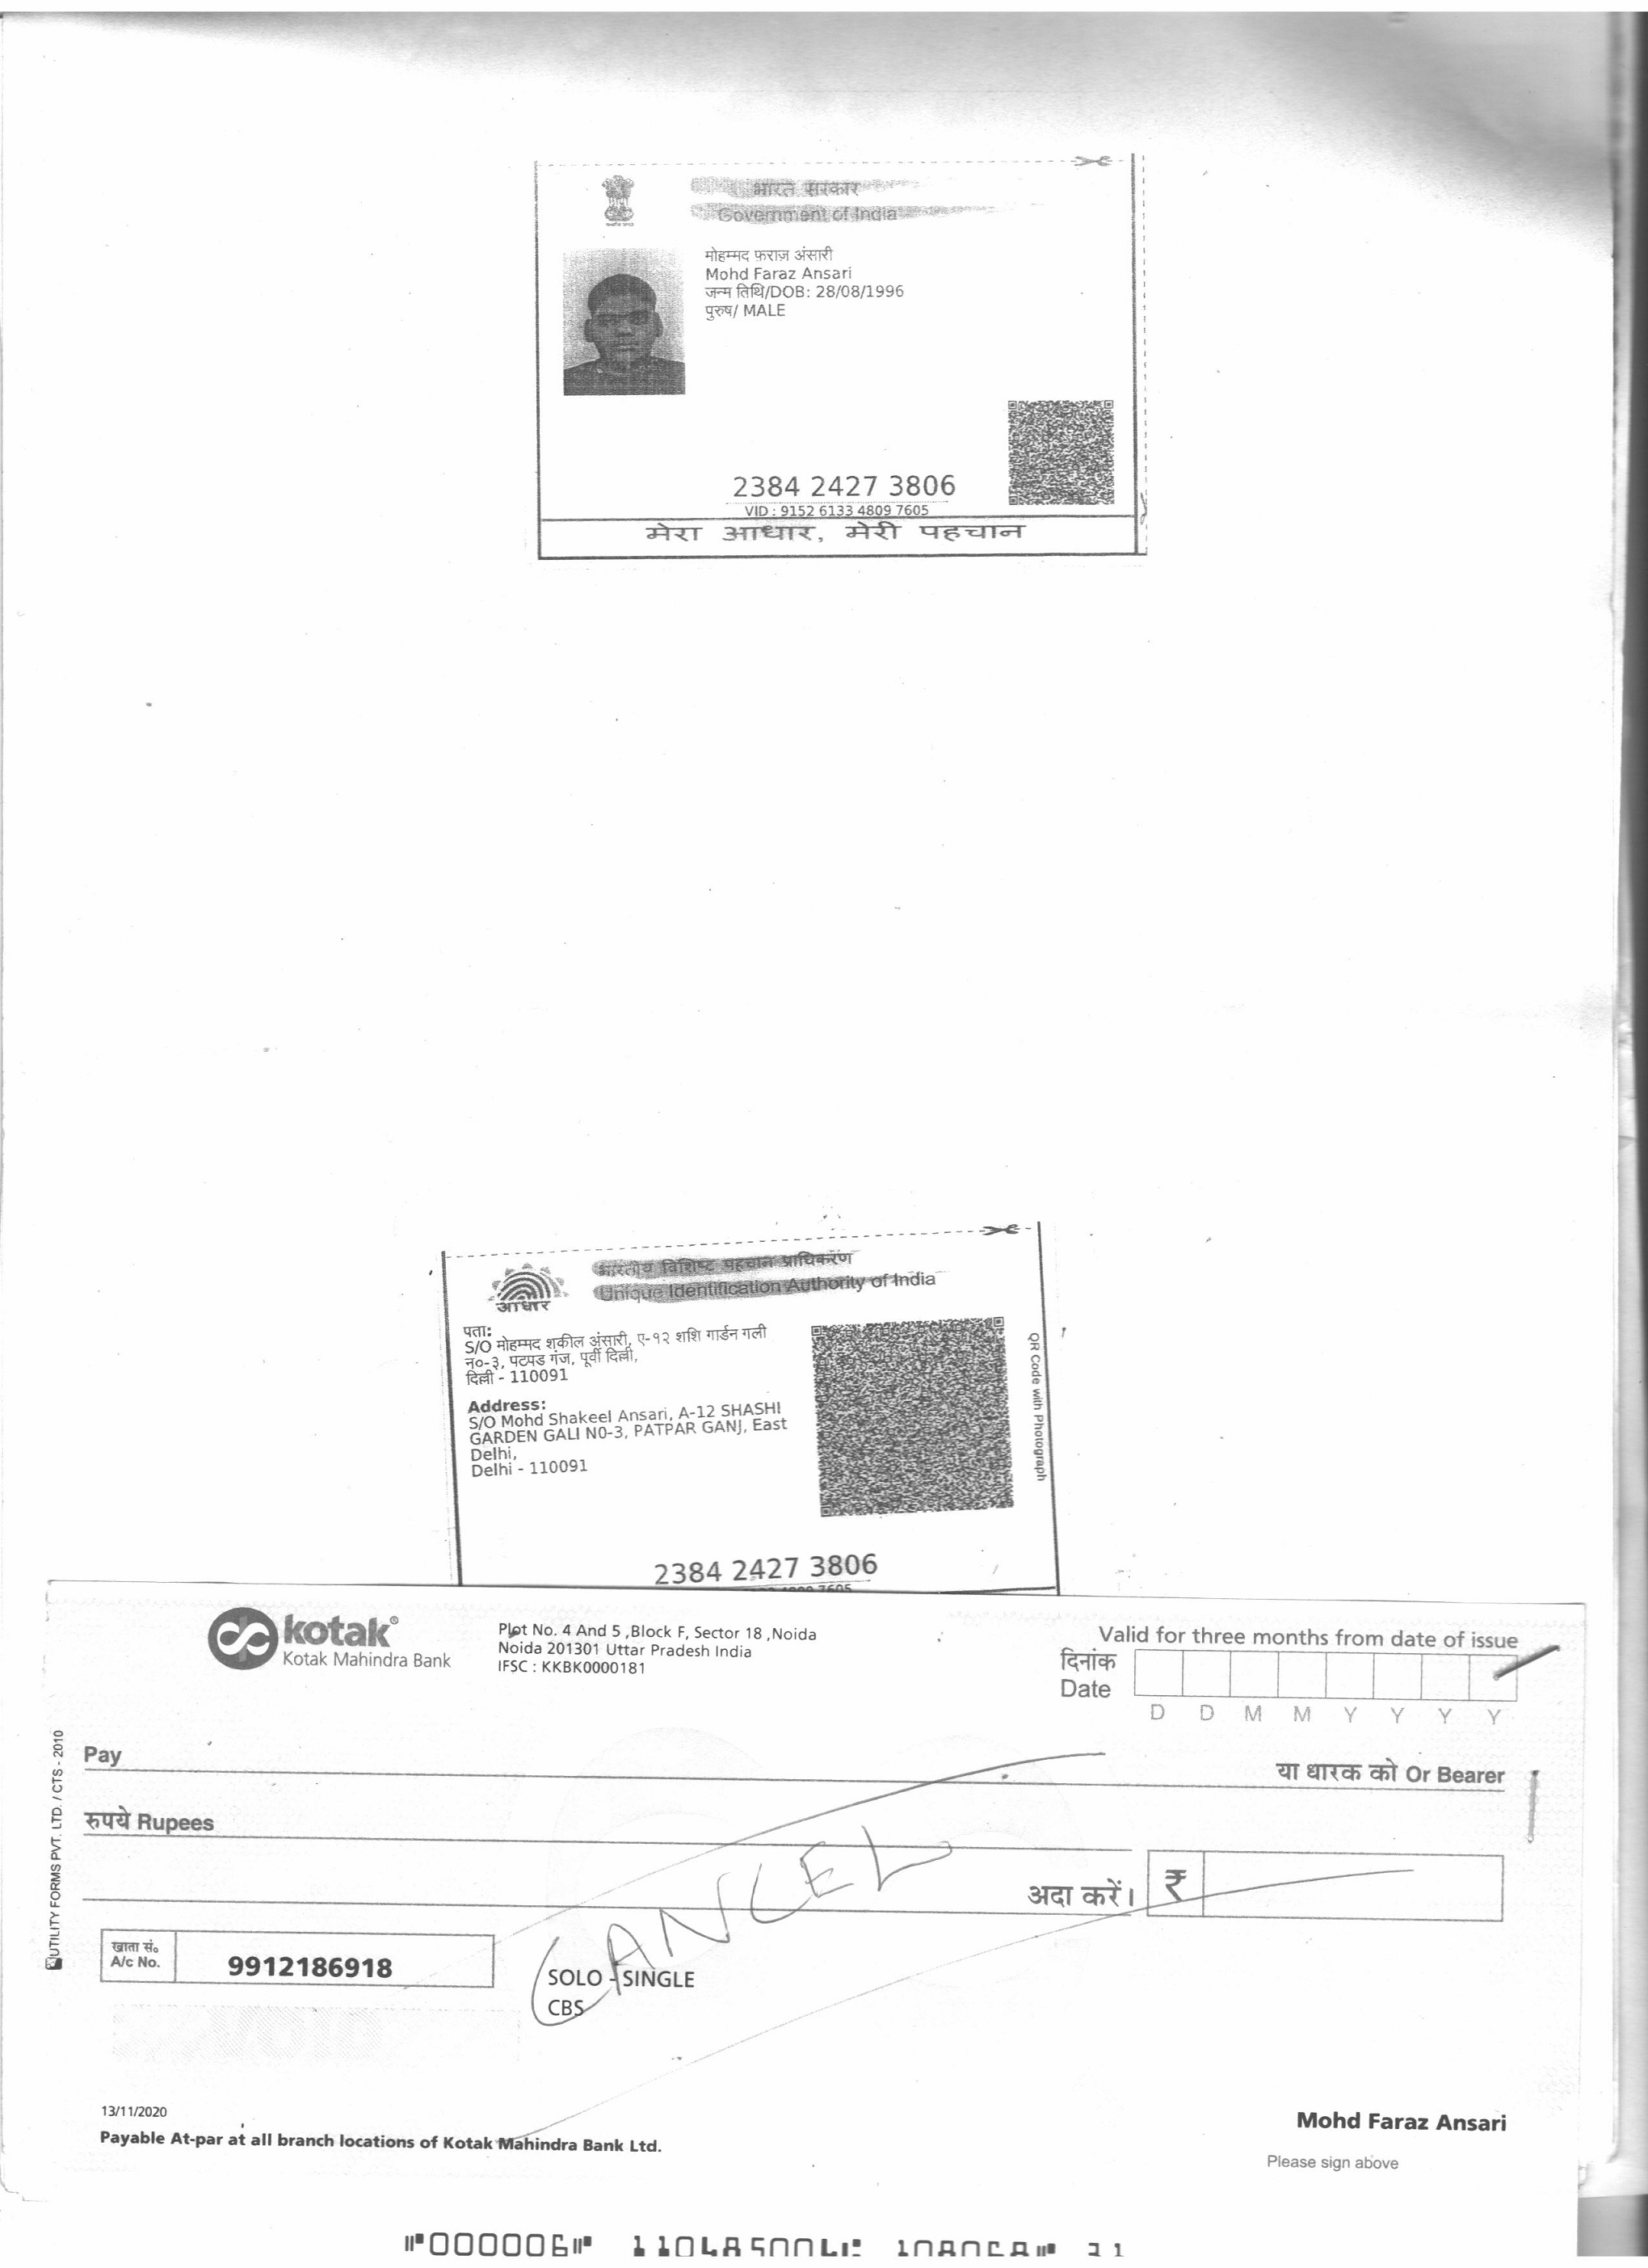 भारत सरकार
Government of India
मोहम्मद फ़राज़ अंसारी
Mohd Faraz Ansari
जन्म तिथि/DOB: 28/08/1996
पुरुष/ MALE
2384 2427 3806
VID : 9152 6133 4809 7605
मेरा आधार, मेरी पहचान
भारतीय विशिष्ट पहचान प्राधिकरण
Unique Identification Authority of India
आधार
पता:
S/O मोहम्मद शकील अंसारी, ए-१२ शशि गार्डन गली
न०-३, पटपड गंज, पूर्वी दिल्ली,
दिल्ली - 110091
Address:
S/O Mohd Shakeel Ansari, A-12 SHASHI
GARDEN GALI N0-3, PATPAR GANJ, East
Delhi,
Delhi - 110091
QR Code with Photograph
2384 2427 3806
7605
kotak
Kotak Mahindra Bank
Plot No. 4 And 5 ,Block F, Sector 18 ,Noida
Noida 201301 Uttar Pradesh India
IFSC : KKBK0000181
Valid for three months from date of issue
दिनांक
Date
D D M M Y Y Y Y
Pay
या धारक को Or Bearer
रुपये Rupees
अदा करें। ₹
CANCEL
खाता सं.
A/c No.
9912186918
SOLO - SINGLE
CBS
UTILITY FORMS PVT. LTD. / CTS - 2010
VOID
13/11/2020
Payable At-par at all branch locations of Kotak Mahindra Bank Ltd.
Mohd Faraz Ansari
Please sign above
000006